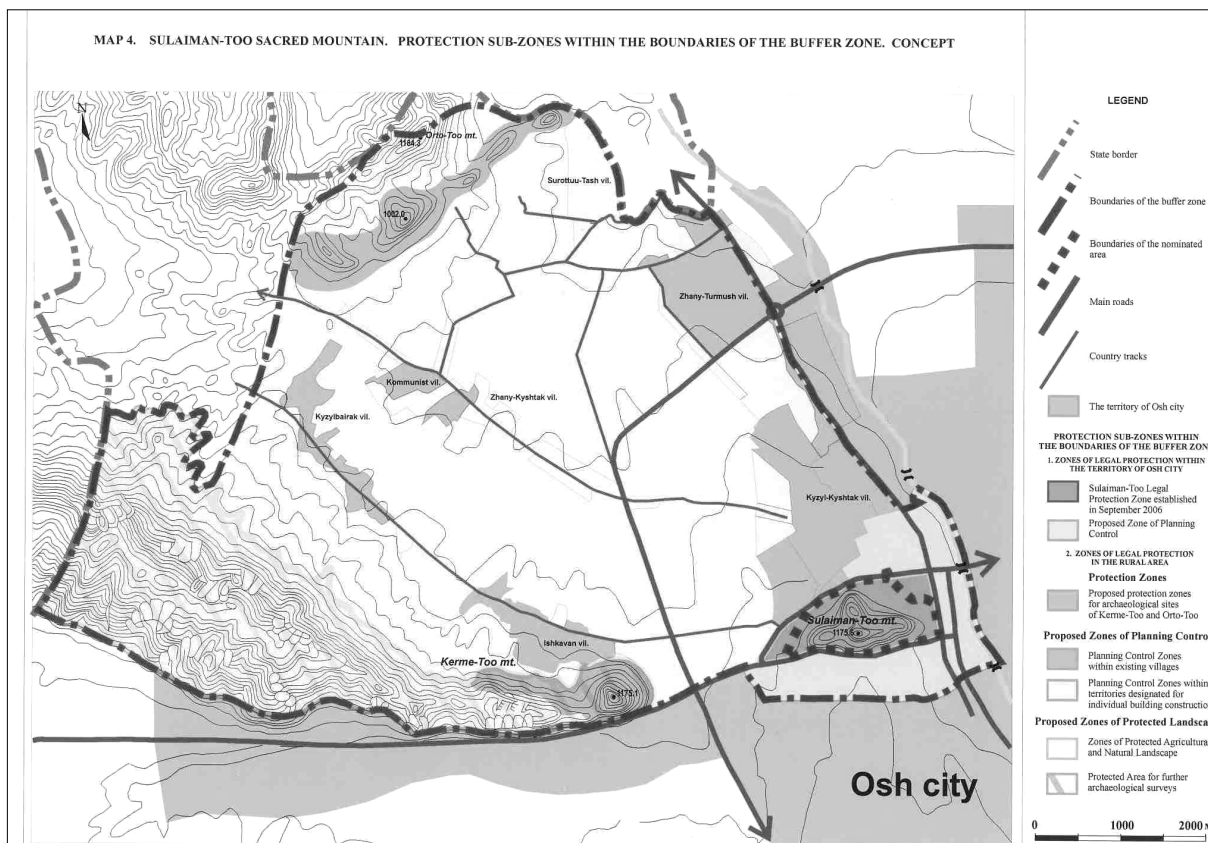 MAP 4. SULAIMAN-TOO SACRED MOUNTAIN. PROTECTION SUB-ZONES WITHIN THE BOUNDARIES OF THE BUFFER ZONE. CONCEPT
N
Orto-Too mt.
1184.3
Surottuu-Tash vil.
1002.0
Zhany-Turmush vil.
Kommunist vil.
Zhany-Kyshtak vil.
Kyzylbairak vil.
Kyzyl-Kyshtak vil.
Sulaiman-Too mt.
1175.5
Ishkavan vil.
Kerme-Too mt.
1175.1
Osh city
LEGEND
State border
Boundaries of the buffer zone
Boundaries of the nominated
area
Main roads
Country tracks
The territory of Osh city
PROTECTION SUB-ZONES WITHIN
THE BOUNDARIES OF THE BUFFER ZON
1. ZONES OF LEGAL PROTECTION WITHIN
THE TERRITORY OF OSH CITY
Sulaiman-Too Legal
Protection Zone established
in September 2006
Proposed Zone of Planning
Control
2. ZONES OF LEGAL PROTECTION
IN THE RURAL AREA
Protection Zones
Proposed protection zones
for archaeological sites
of Kerme-Too and Orto-Too
Proposed Zones of Planning Contro
Planning Control Zones
within existing villages
Planning Control Zones within
territories designated for
individual building constructio
Proposed Zones of Protected Landsca
Zones of Protected Agricultura
and Natural Landscape
Protected Area for further
archaeological surveys
0 1000 2000